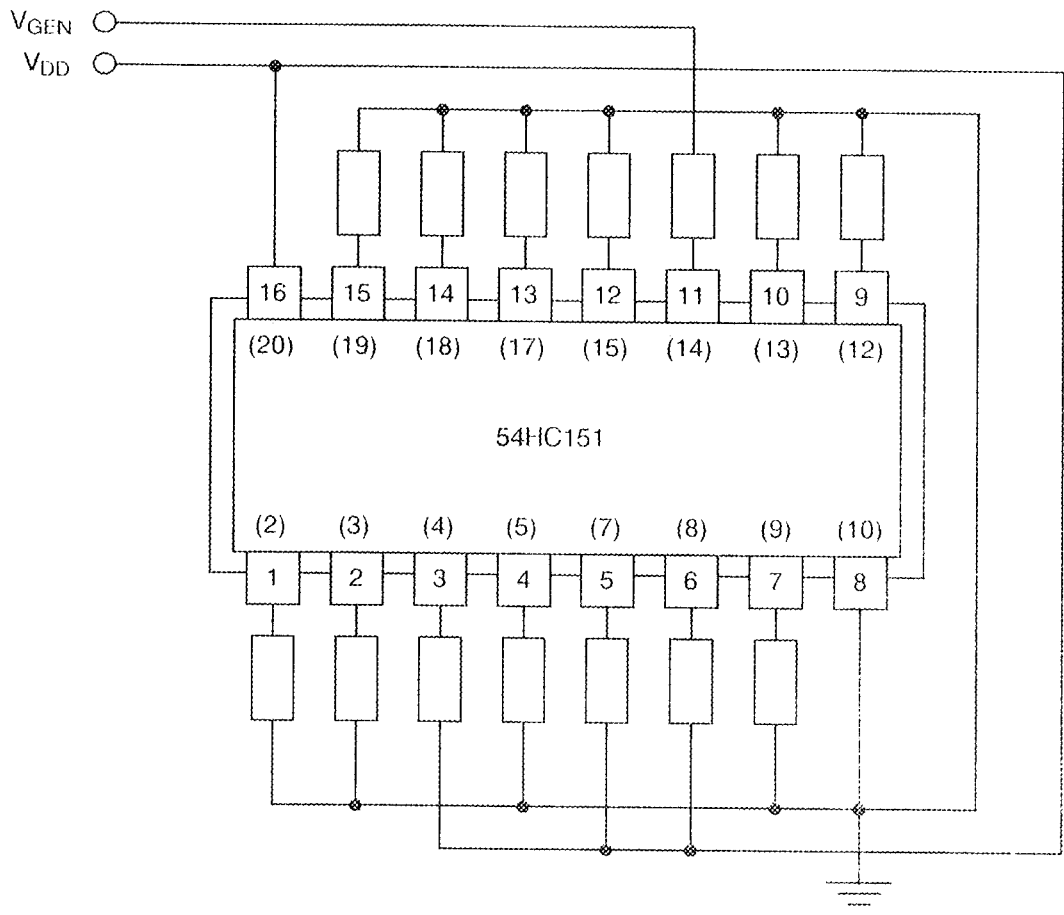 VGEN
VDD
16 15 14 13 12 11 10 9
(20) (19) (18) (17) (15) (14) (13) (12)
54HC151
(2) (3) (4) (5) (7) (8) (9) (10)
1 2 3 4 5 6 7 8